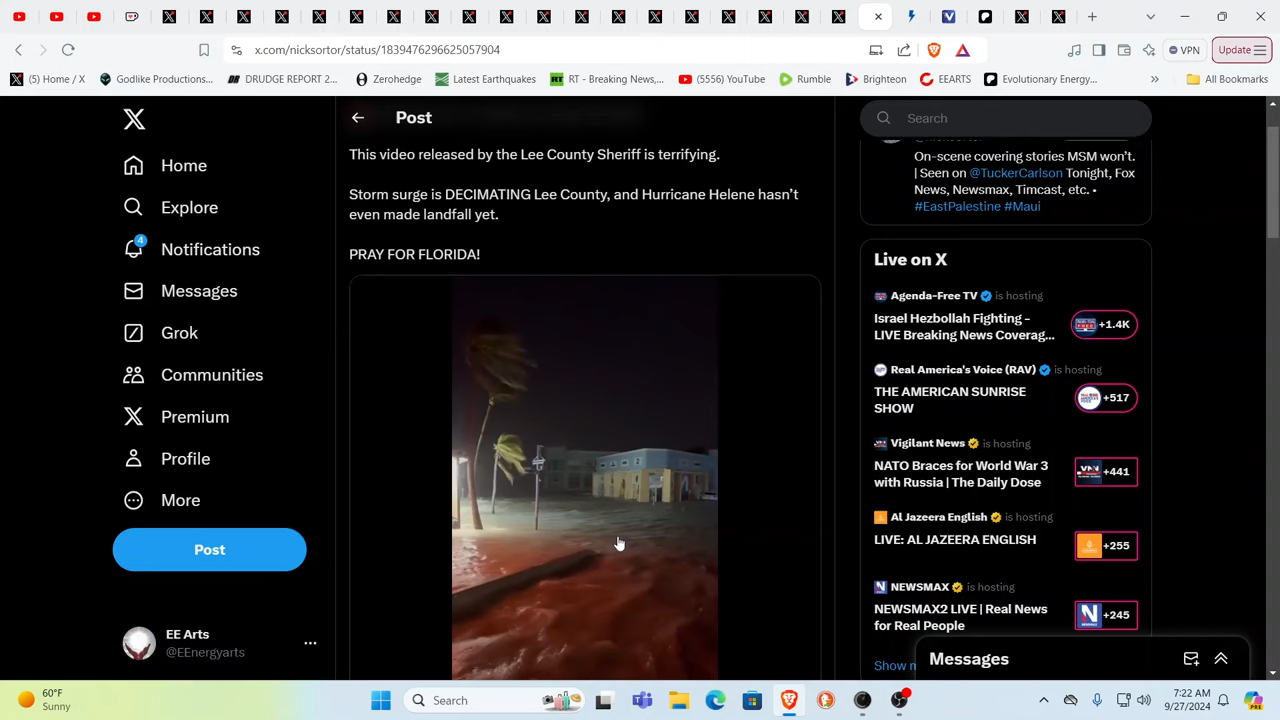 x.com/nicksortor/status/1839476296625057904
VPN
Update
(5) Home / X
Godlike Productions...
DRUDGE REPORT 2...
Zerohedge
Latest Earthquakes
RT - Breaking News,...
(5556) YouTube
Rumble
Brighteon
EEARTS
Evolutionary Energy...
All Bookmarks
Home
Explore
4
Notifications
Messages
Grok
Communities
Premium
Profile
More
Post
EE Arts
@EEnergyarts
Post
This video released by the Lee County Sheriff is terrifying.
Storm surge is DECIMATING Lee County, and Hurricane Helene hasn't
even made landfall yet.
PRAY FOR FLORIDA!
Search
On-scene covering stories MSM won't.
| Seen on @TuckerCarlson Tonight, Fox
News, Newsmax, Timcast, etc. •
#EastPalestine #Maui
Live on X
Agenda-Free TV is hosting
Israel Hezbollah Fighting -
LIVE Breaking News Coverag...
+1.4K
Real America's Voice (RAV) is hosting
THE AMERICAN SUNRISE
SHOW
+517
Vigilant News is hosting
NATO Braces for World War 3
with Russia | The Daily Dose
+441
Al Jazeera English is hosting
LIVE: AL JAZEERA ENGLISH
+255
NEWSMAX is hosting
NEWSMAX2 LIVE | Real News
for Real People
+245
Show
Messages
60°F
Sunny
Search
7:22 AM
9/27/2024